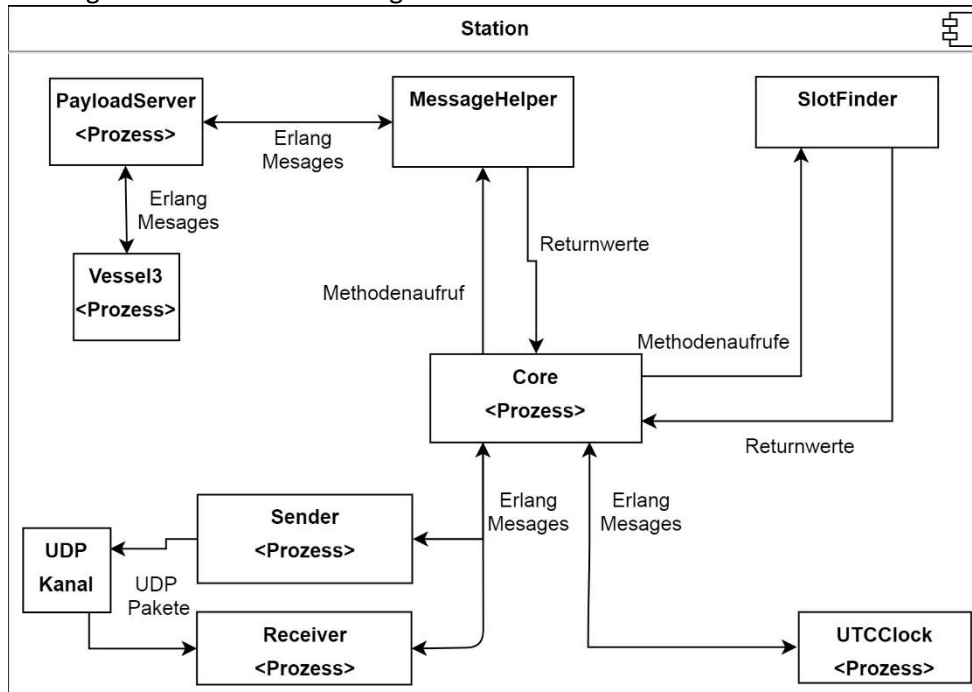 Station
PayloadServer
<Prozess>
MessageHelper
SlotFinder
Erlang
Mesages
Erlang
Mesages
Vessel3
<Prozess>
Returnwerte
Methodenaufruf
Methodenaufrufe
Core
<Prozess>
Returnwerte
Erlang
Mesages
Erlang
Mesages
Sender
<Prozess>
UDP
Kanal
UDP
Pakete
Receiver
<Prozess>
UTCClock
<Prozess>